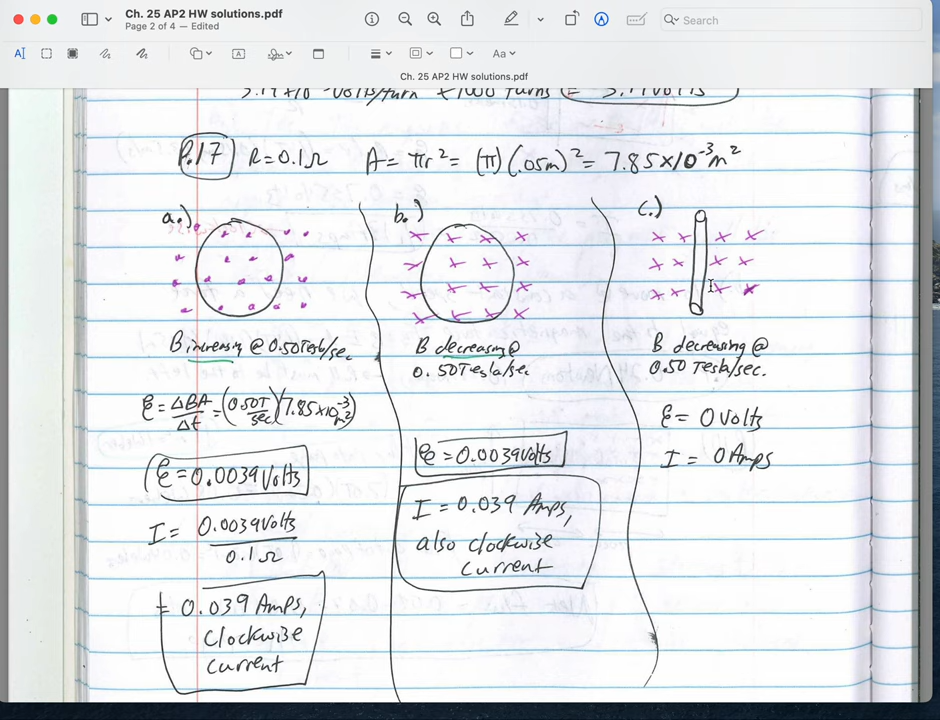 Ch. 25 AP2 HW solutions.pdf
Page 2 of 4 — Edited
Search
Aa
Ch. 25 AP2 HW solutions.pdf
volts/turn × 1000 turns
P.17 R=0.1Ω A= πr²= (π)(.05m)²= 7.85×10⁻³m²
a.)
B increasing @ 0.50Tesla/sec
ℰ = ΔBA/Δt = (0.50T/sec)(7.85×10⁻³m²)
ℰ = 0.0039 Volts
I = 0.0039 Volts / 0.1Ω
= 0.039 Amps,
clockwise
current
b.)
B decreasing @
0.50Tesla/sec
ℰ = 0.0039 Volts
I = 0.039 Amps,
also clockwise
current
c.)
B decreasing @
0.50 Tesla/sec.
ℰ = 0 Volts
I = 0 Amps